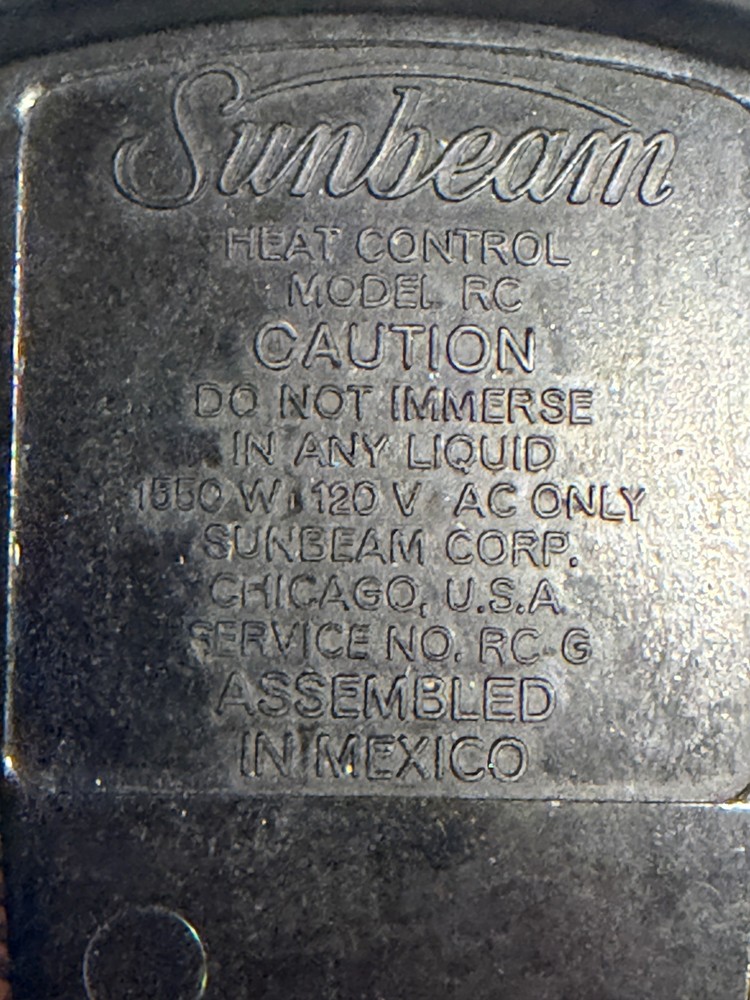 Sunbeam
HEAT CONTROL
MODEL RC
CAUTION
DO NOT IMMERSE
IN ANY LIQUID
1550 W 120 V AC ONLY
SUNBEAM CORP.
CHICAGO, U.S.A
SERVICE NO. RC-G
ASSEMBLED
IN MEXICO